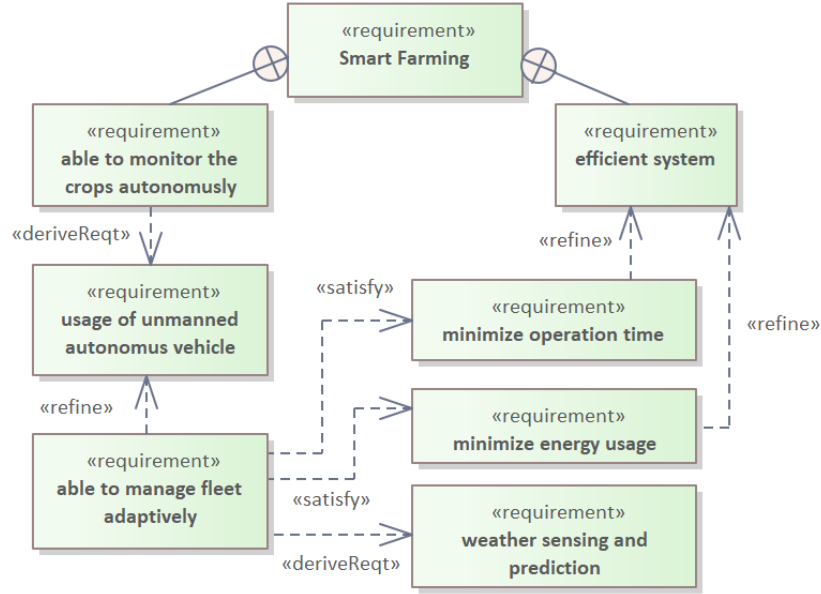 «requirement»
Smart Farming
«requirement»
able to monitor the
crops autonomusly
«requirement»
efficient system
«deriveReqt»
«refine»
«requirement»
usage of unmanned
autonomus vehicle
«satisfy»
«requirement»
minimize operation time
«refine»
«refine»
«requirement»
minimize energy usage
«requirement»
able to manage fleet
adaptively
«satisfy»
«requirement»
weather sensing and
prediction
«deriveReqt»